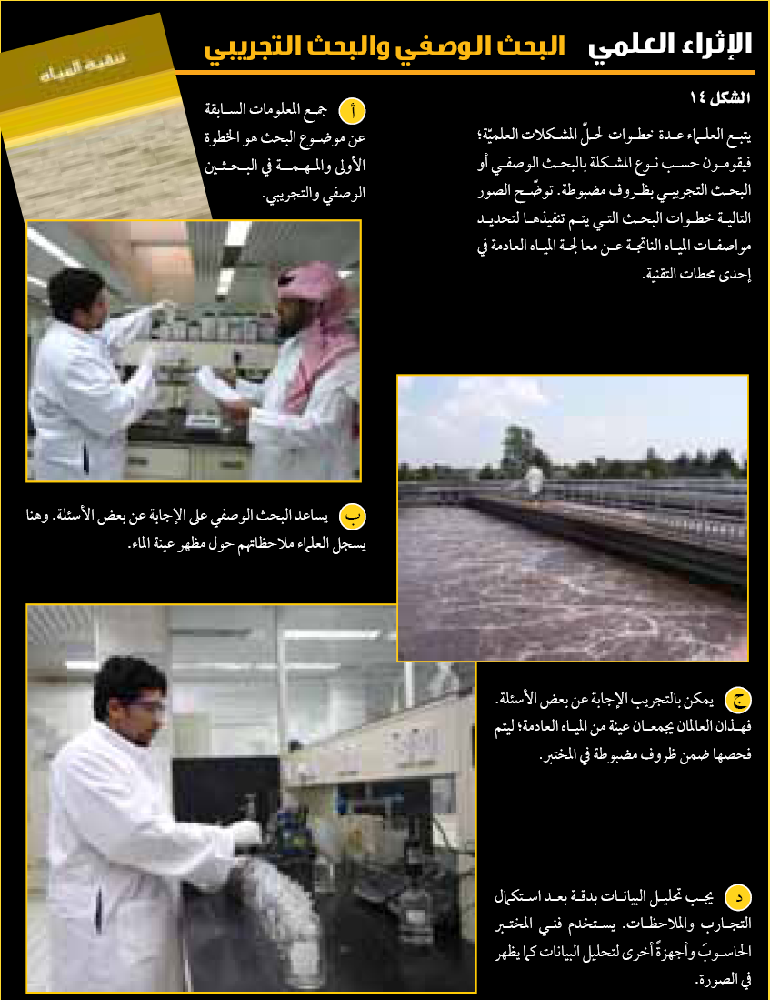 الإثراء العلمي البحث الوصفي والبحث التجريبي
تنقية المياه
الشكل ١٤
يتبع العلماء عدة خطوات لحلّ المشكلات العلميّة؛
فيقومون حسب نوع المشكلة بالبحث الوصفي أو
البحث التجريبي بظروف مضبوطة. توضّح الصور
التالية خطوات البحث التي يتم تنفيذها لتحديد
مواصفات المياه الناتجة عن معالجة المياه العادمة في
إحدى محطات التقنية.
أ جمع المعلومات السابقة
عن موضوع البحث هو الخطوة
الأولى والمهمة في البحثين
الوصفي والتجريبي.
ب يساعد البحث الوصفي على الإجابة عن بعض الأسئلة. وهنا
يسجل العلماء ملاحظاتهم حول مظهر عينة الماء.
ج يمكن بالتجريب الإجابة عن بعض الأسئلة.
فهذان العالمان يجمعان عينة من المياه العادمة؛ ليتم
فحصها ضمن ظروف مضبوطة في المختبر.
د يجب تحليل البيانات بدقة بعد استكمال
التجارب والملاحظات. يستخدم فني المختبر
الحاسوبَ وأجهزةً أخرى لتحليل البيانات كما يظهر
في الصورة.